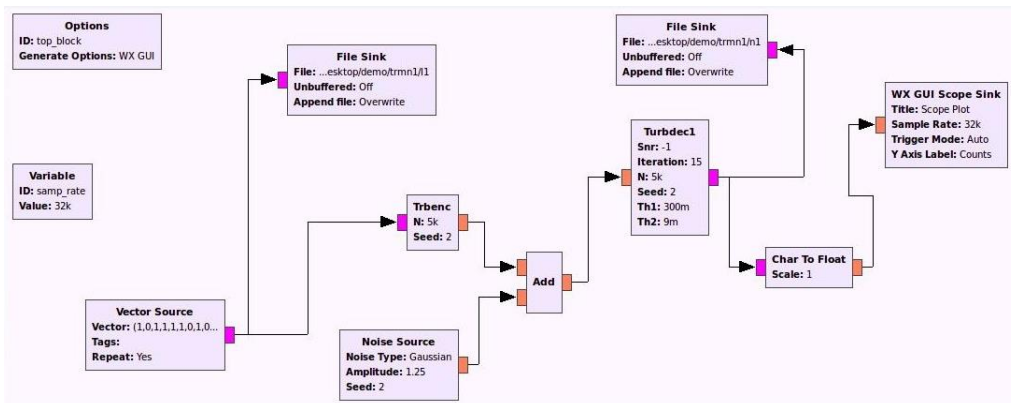 Options
ID: top_block
Generate Options: WX GUI
File Sink
File: ...esktop/demo/trmn1/l1
Unbuffered: Off
Append file: Overwrite
File Sink
File: ...esktop/demo/trmn1/n1
Unbuffered: Off
Append file: Overwrite
WX GUI Scope Sink
Title: Scope Plot
Sample Rate: 32k
Trigger Mode: Auto
Y Axis Label: Counts
Variable
ID: samp_rate
Value: 32k
Turbdec1
Snr: -1
Iteration: 15
N: 5k
Seed: 2
Th1: 300m
Th2: 9m
Trbenc
N: 5k
Seed: 2
Add
Char To Float
Scale: 1
Vector Source
Vector: (1,0,1,1,1,1,0,1,0...
Tags:
Repeat: Yes
Noise Source
Noise Type: Gaussian
Amplitude: 1.25
Seed: 2